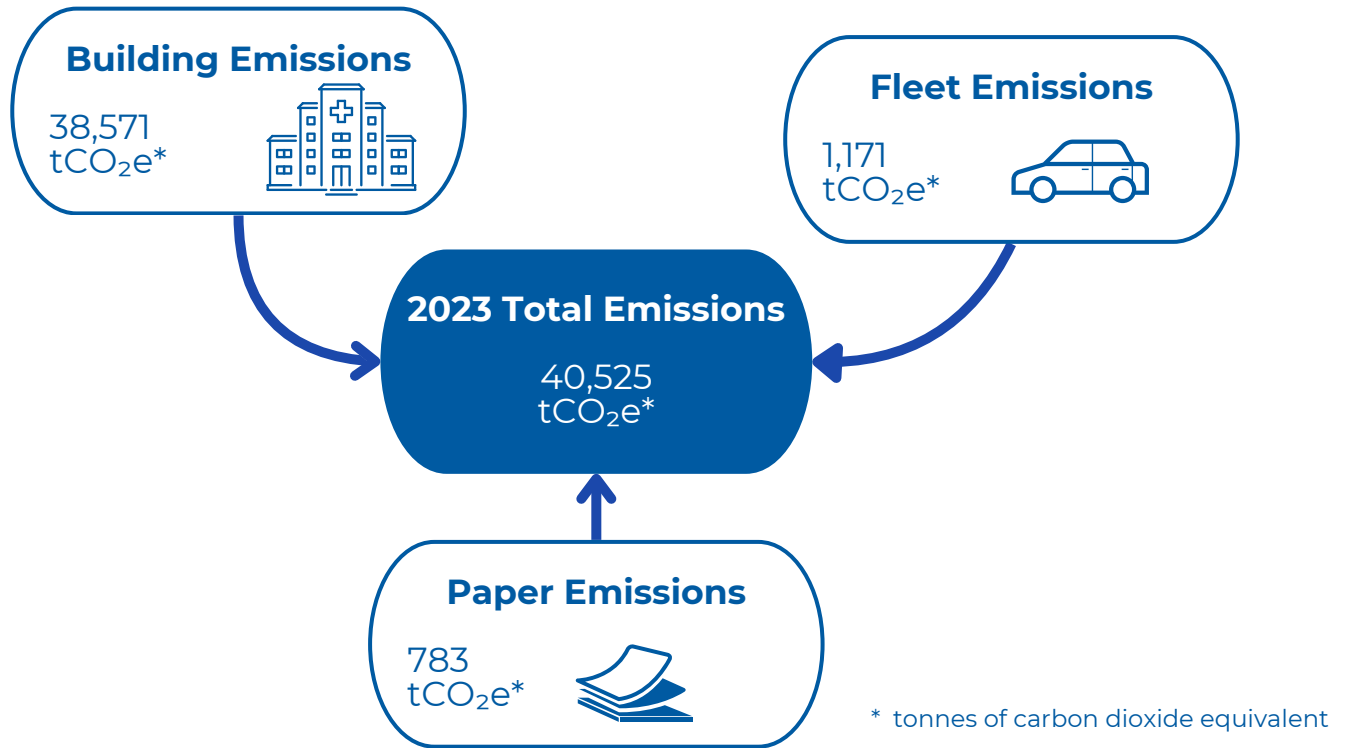 Building Emissions
38,571
tCO₂e*
Fleet Emissions
1,171
tCO₂e*
2023 Total Emissions
40,525
tCO₂e*
Paper Emissions
783
tCO₂e*
* tonnes of carbon dioxide equivalent